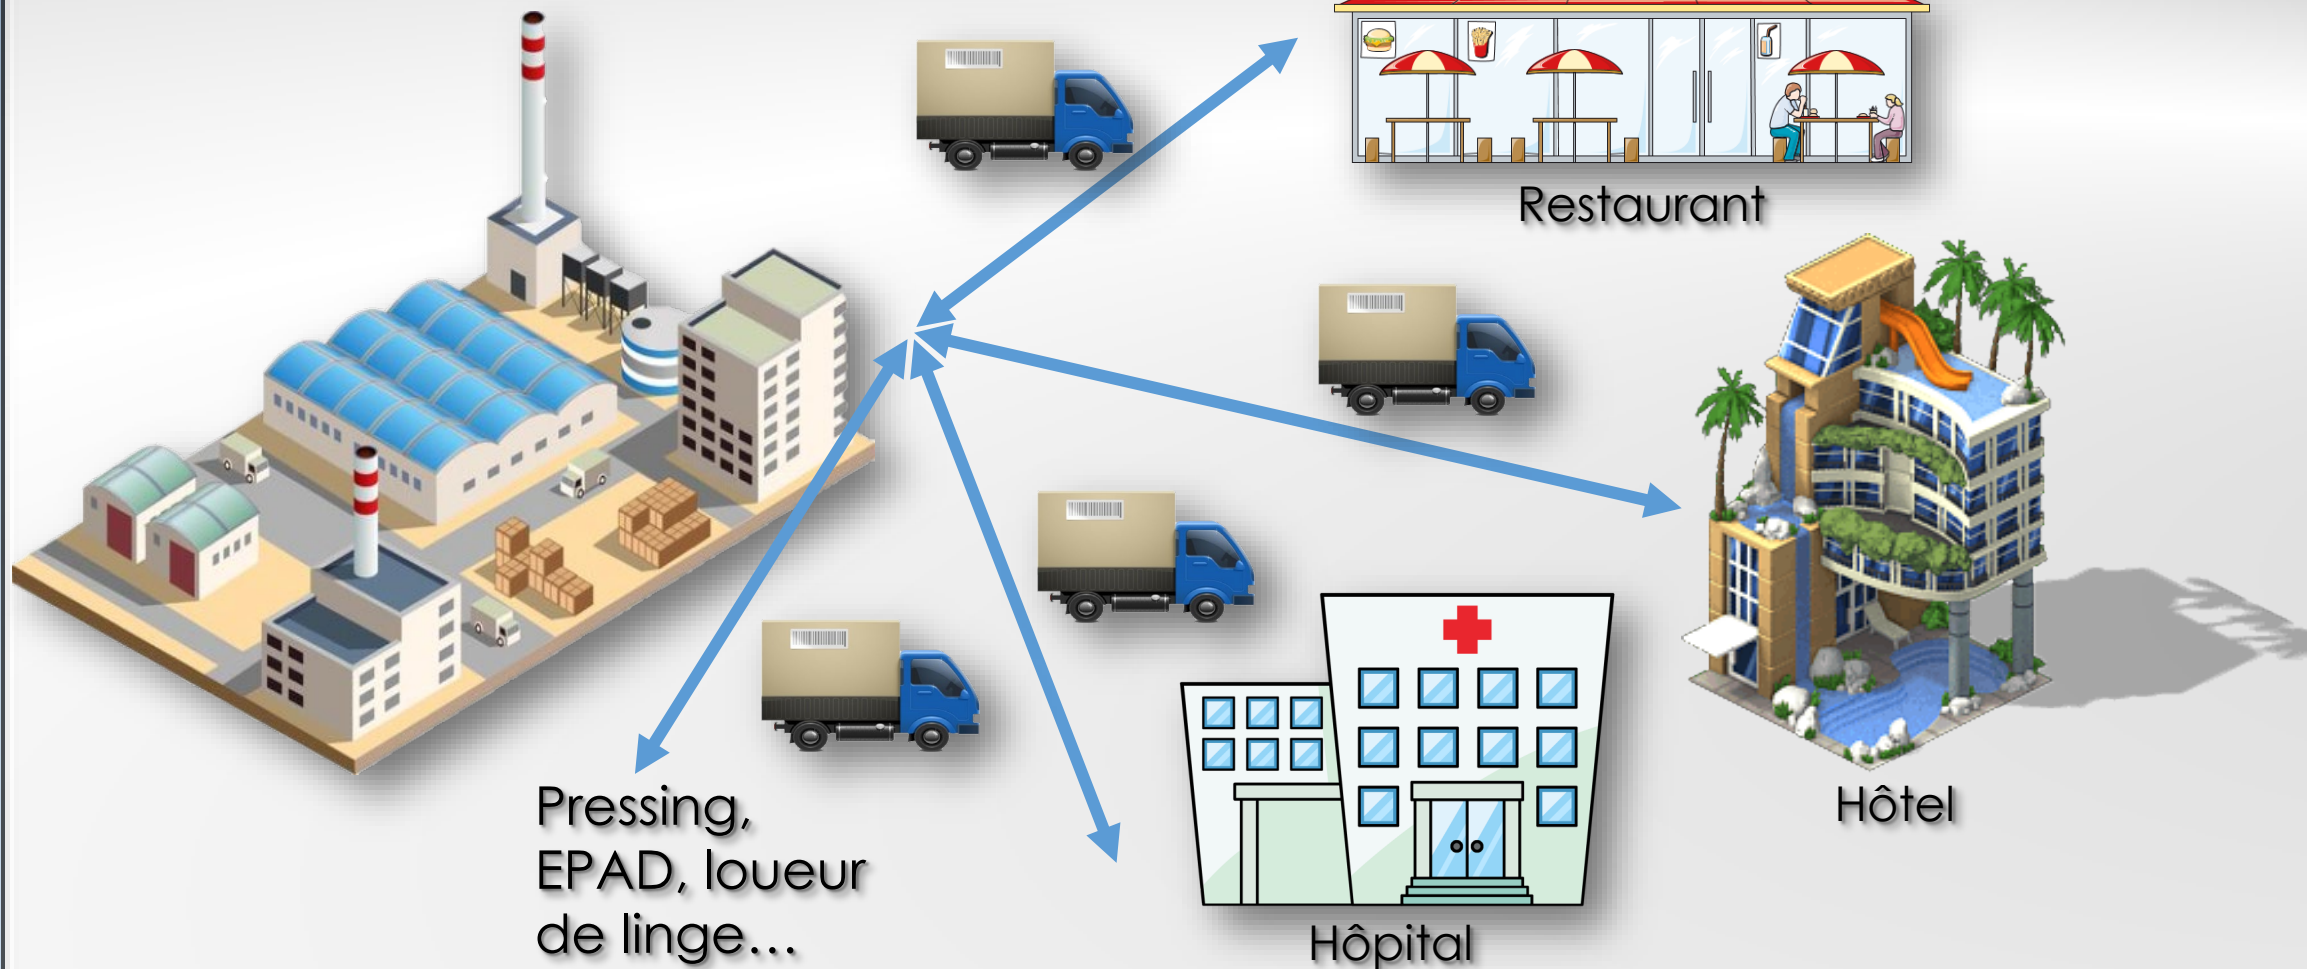 Restaurant
Hôtel
Pressing,
EPAD, loueur
de linge...
Hôpital